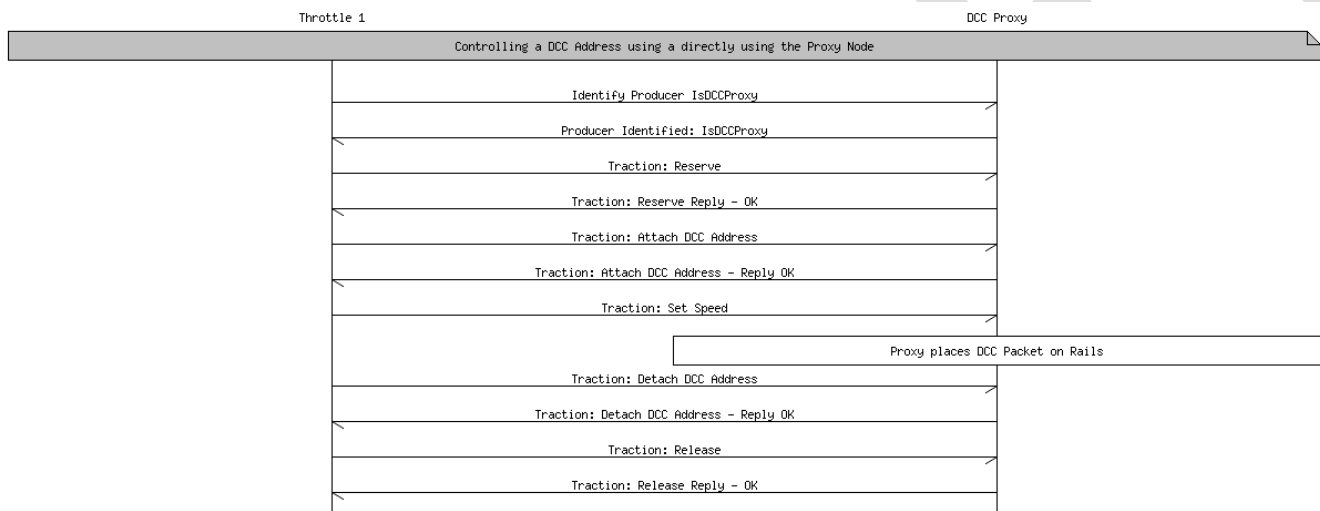 Throttle 1
DCC Proxy
Controlling a DCC Address using a directly using the Proxy Node
Identify Producer IsDCCProxy
Producer Identified: IsDCCProxy
Traction: Reserve
Traction: Reserve Reply - OK
Traction: Attach DCC Address
Traction: Attach DCC Address - Reply OK
Traction: Set Speed
Proxy places DCC Packet on Rails
Traction: Detach DCC Address
Traction: Detach DCC Address - Reply OK
Traction: Release
Traction: Release Reply - OK